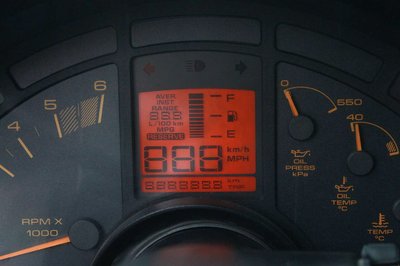 4 5 6
RPM X
1000
AVER.
INST
RANGE
888
L/100 km
MPG
RESERVE
F
E
888
km/h
MPH
8888888
km
TRIP
0
550
OIL
PRESS
kPa
40
OIL
TEMP
°C
TEMP
°C